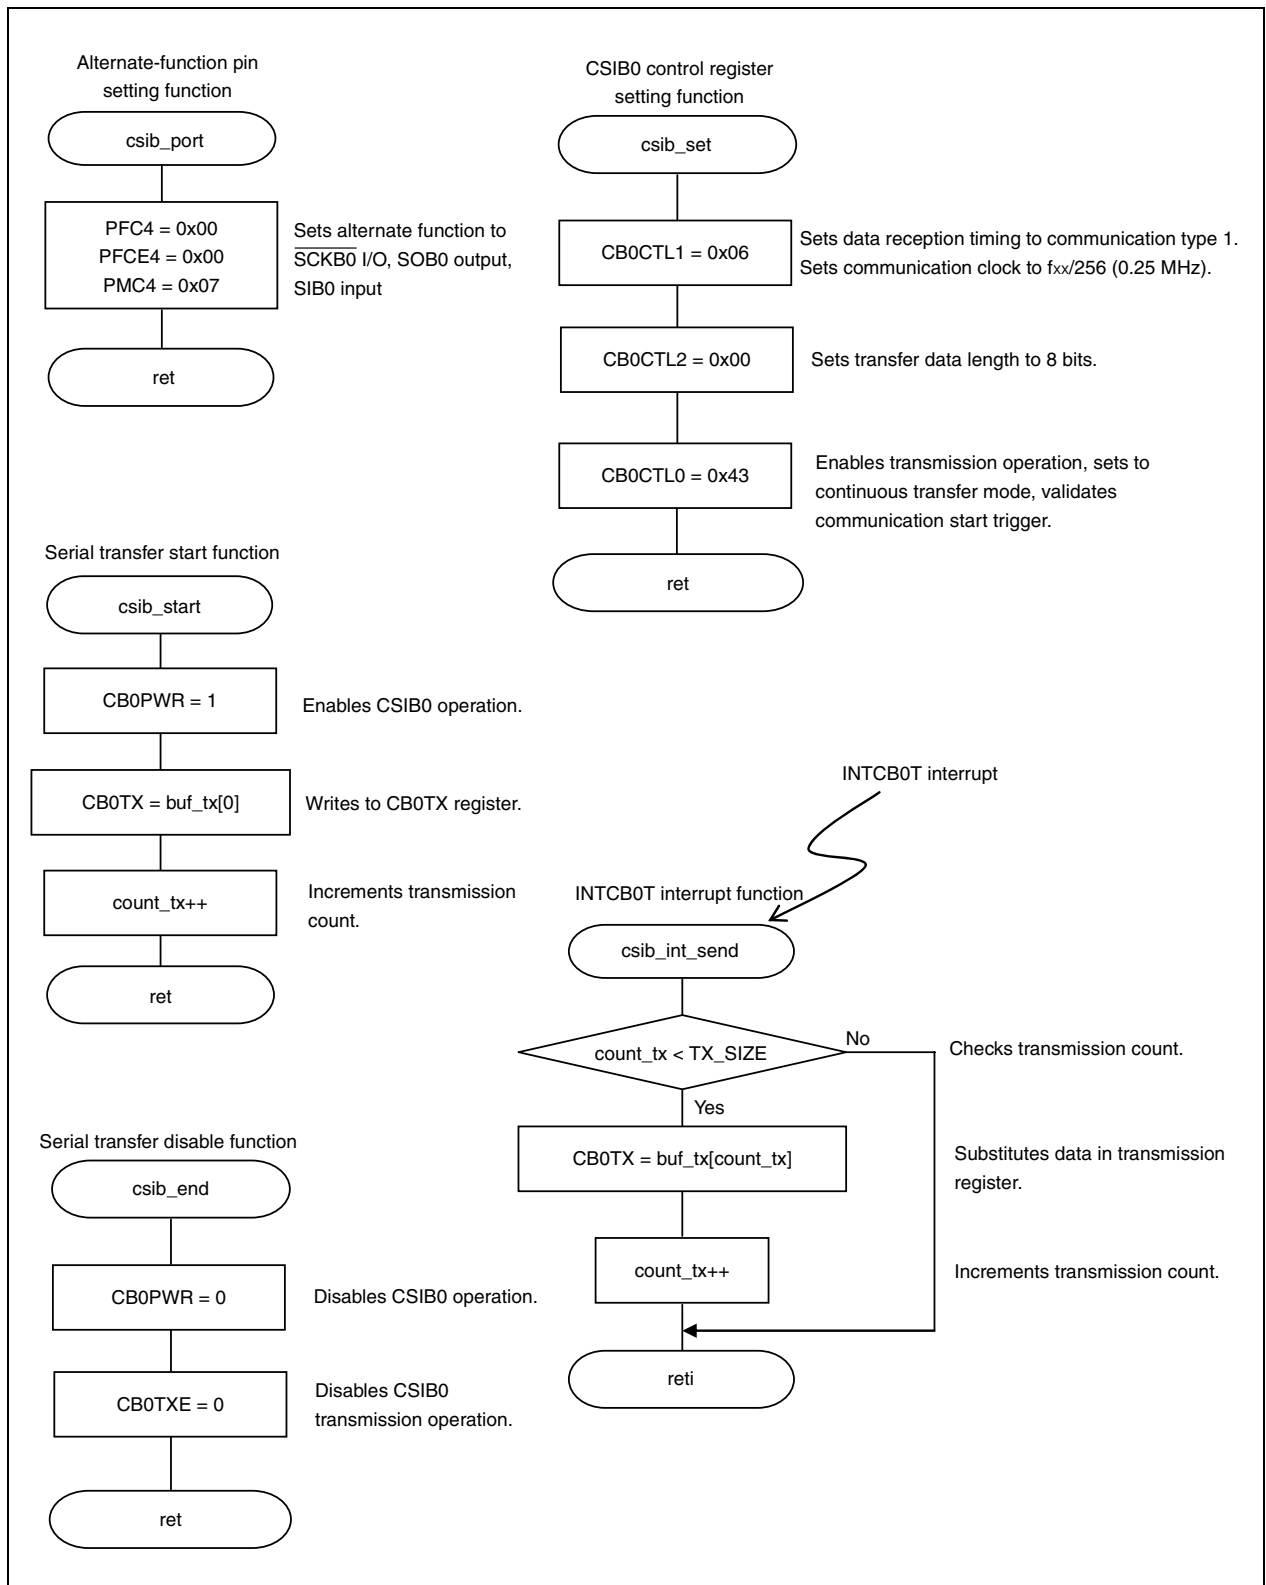 Alternate-function pin
setting function
csib_port
PFC4 = 0x00
PFCE4 = 0x00
PMC4 = 0x07
Sets alternate function to
SCKB0 I/O, SOB0 output,
SIB0 input
ret
CSIB0 control register
setting function
csib_set
CB0CTL1 = 0x06
Sets data reception timing to communication type 1.
Sets communication clock to fxx/256 (0.25 MHz).
CB0CTL2 = 0x00
Sets transfer data length to 8 bits.
CB0CTL0 = 0x43
Enables transmission operation, sets to
continuous transfer mode, validates
communication start trigger.
ret
Serial transfer start function
csib_start
CB0PWR = 1
Enables CSIB0 operation.
CB0TX = buf_tx[0]
Writes to CB0TX register.
count_tx++
Increments transmission
count.
ret
INTCB0T interrupt
INTCB0T interrupt function
csib_int_send
count_tx < TX_SIZE
No
Checks transmission count.
Yes
CB0TX = buf_tx[count_tx]
Substitutes data in transmission
register.
count_tx++
Increments transmission count.
reti
Serial transfer disable function
csib_end
CB0PWR = 0
Disables CSIB0 operation.
CB0TXE = 0
Disables CSIB0
transmission operation.
ret